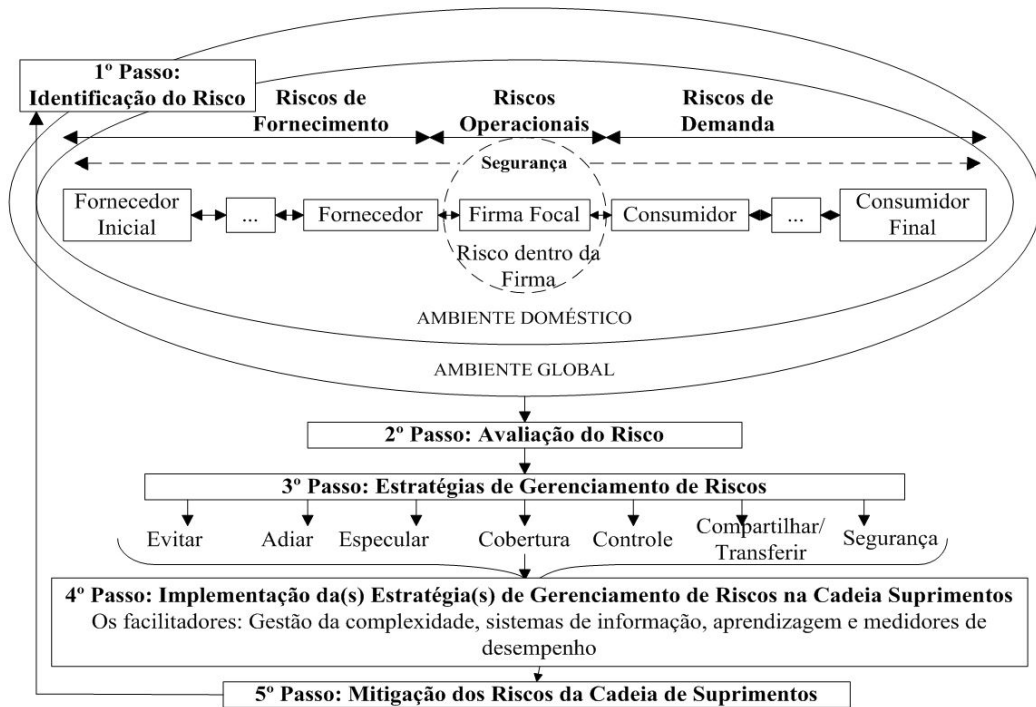 1º Passo:
Identificação do Risco
Riscos de
Fornecimento
Riscos
Operacionais
Riscos de
Demanda
Segurança
Fornecedor
Inicial
...
Fornecedor
Firma Focal
Consumidor
...
Consumidor
Final
Risco dentro da
Firma
AMBIENTE DOMÉSTICO
AMBIENTE GLOBAL
2º Passo: Avaliação do Risco
3º Passo: Estratégias de Gerenciamento de Riscos
Evitar
Adiar
Especular
Cobertura
Controle
Compartilhar/
Transferir
Segurança
4º Passo: Implementação da(s) Estratégia(s) de Gerenciamento de Riscos na Cadeia Suprimentos
Os facilitadores: Gestão da complexidade, sistemas de informação, aprendizagem e medidores de
desempenho
5º Passo: Mitigação dos Riscos da Cadeia de Suprimentos